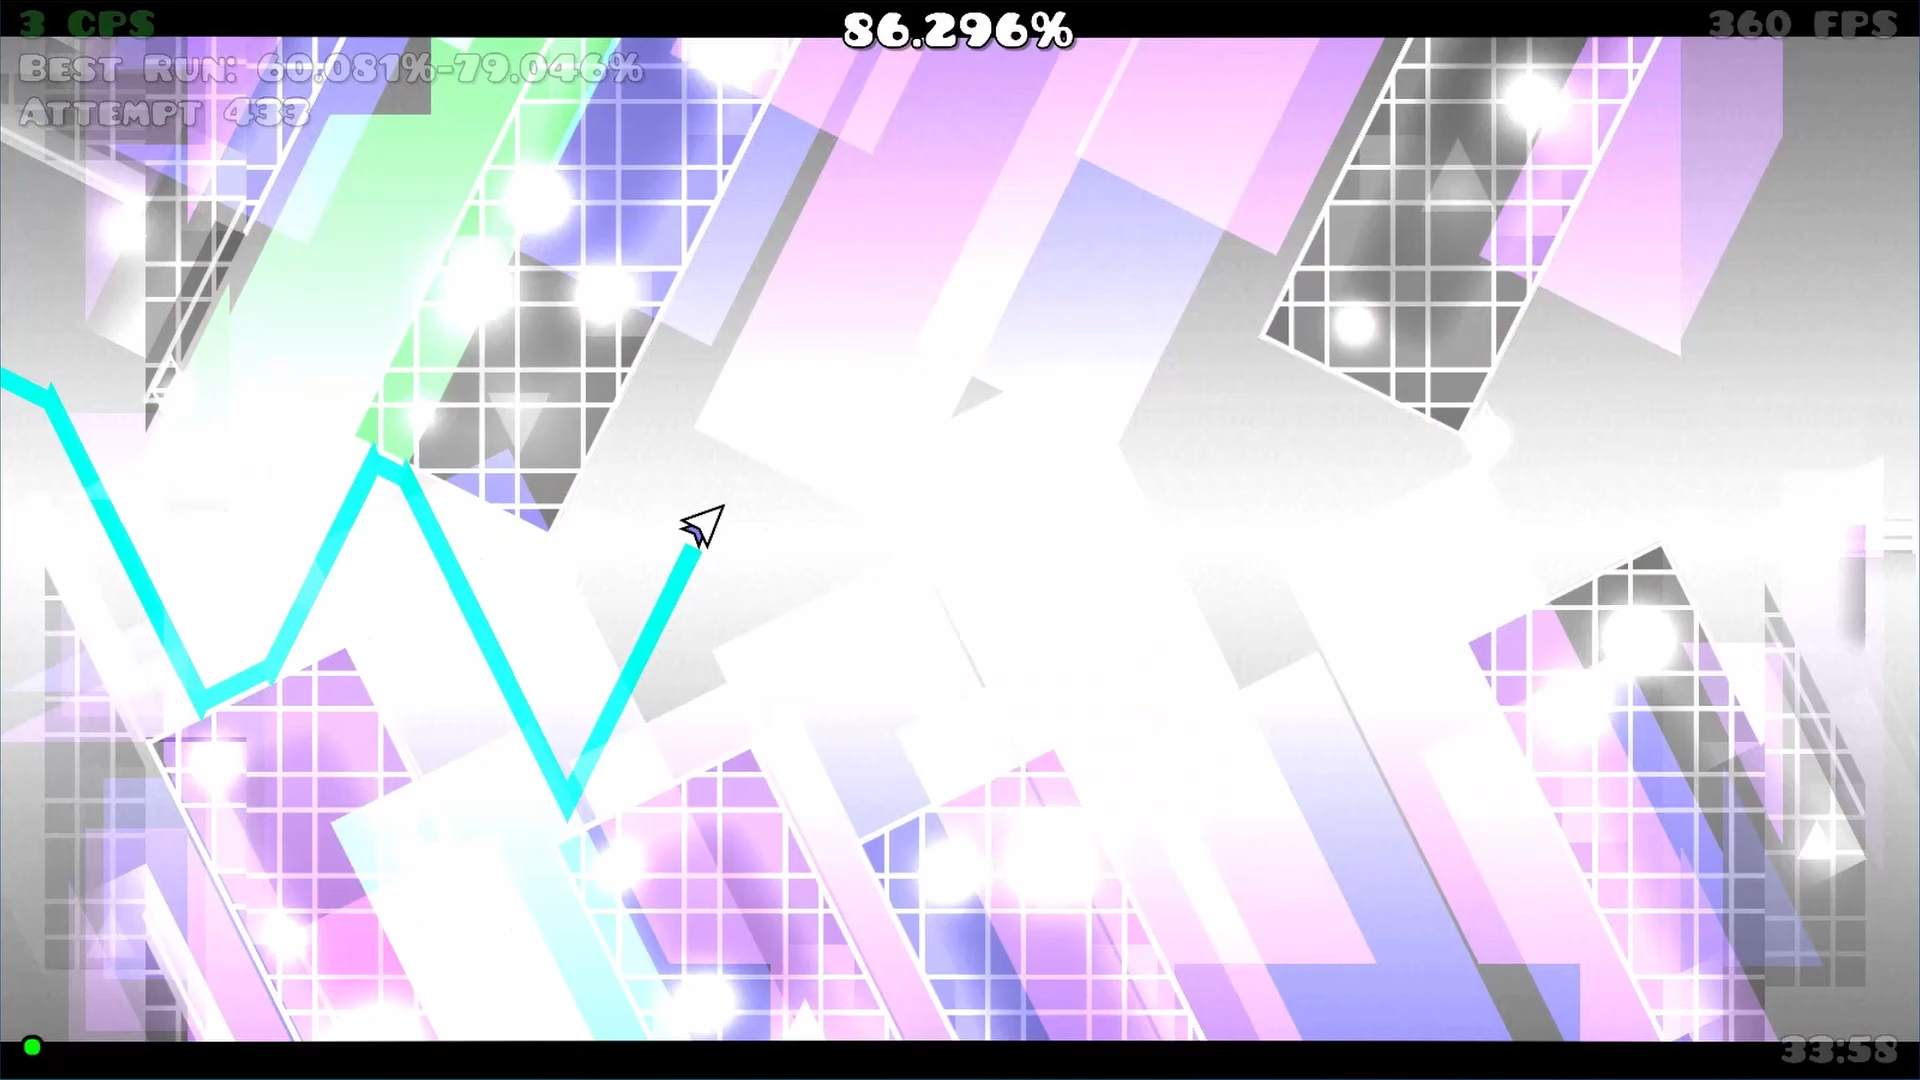 3 CPS
86.296%
360 FPS
BEST RUN: 60.081%-79.046%
ATTEMPT 433
33:58